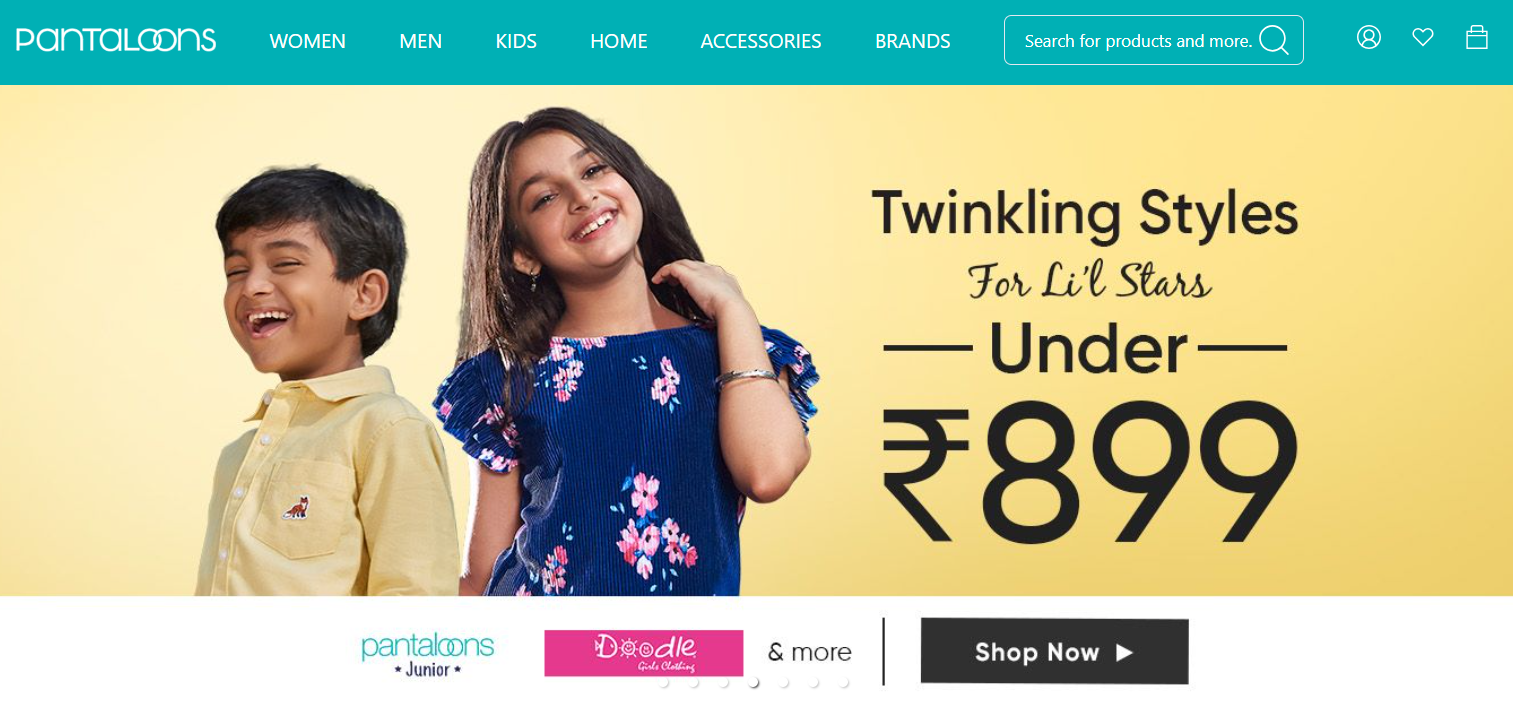 PANTALOONS
WOMEN
MEN
KIDS
HOME
ACCESSORIES
BRANDS
Search for products and more.
Twinkling Styles
For Li'l Stars
Under
₹899
pantaloons
Junior
Doodle
Girls Clothing
& more
Shop Now